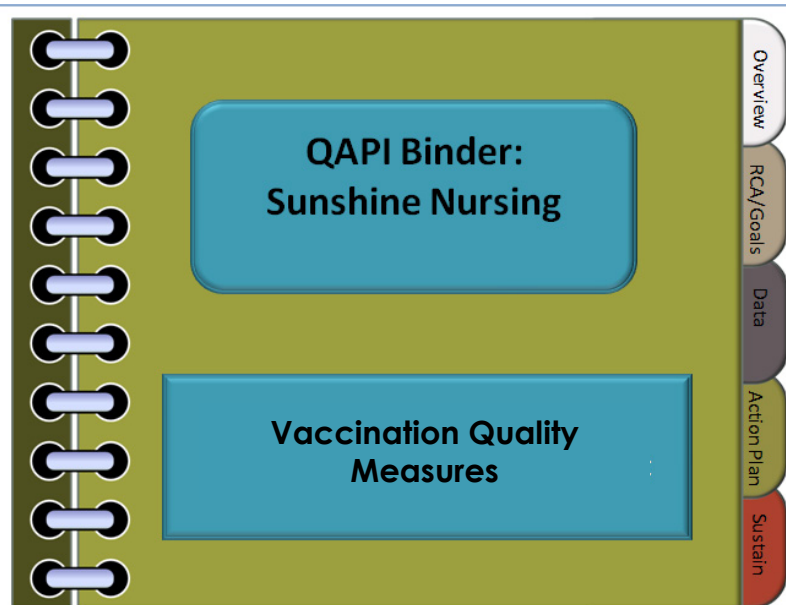 QAPI Binder:
Sunshine Nursing
Vaccination Quality
Measures
Overview
RCA/Goals
Data
Action Plan
Sustain